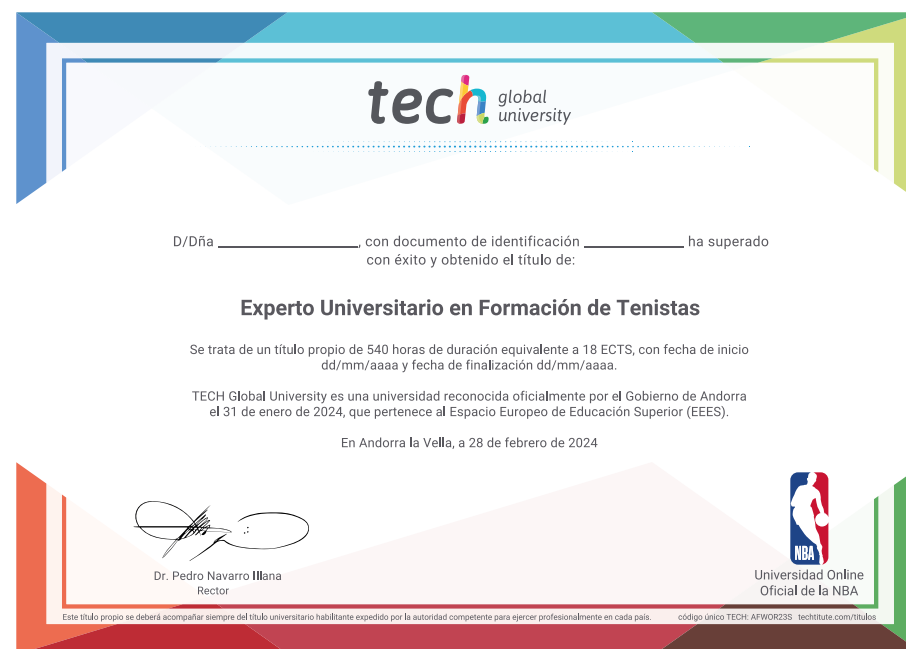 tech global university
D/Dña ______________, con documento de identificación __________ ha superado
con éxito y obtenido el título de:
Experto Universitario en Formación de Tenistas
Se trata de un título propio de 540 horas de duración equivalente a 18 ECTS, con fecha de inicio
dd/mm/aaaa y fecha de finalización dd/mm/aaaa.
TECH Global University es una universidad reconocida oficialmente por el Gobierno de Andorra
el 31 de enero de 2024, que pertenece al Espacio Europeo de Educación Superior (EEES).
En Andorra la Vella, a 28 de febrero de 2024
Dr. Pedro Navarro Illana
Rector
NBA
Universidad Online
Oficial de la NBA
Este título propio se deberá acompañar siempre del título universitario habilitante expedido por la autoridad competente para ejercer profesionalmente en cada país. código único TECH: AFWOR23S techtitute.com/titulos